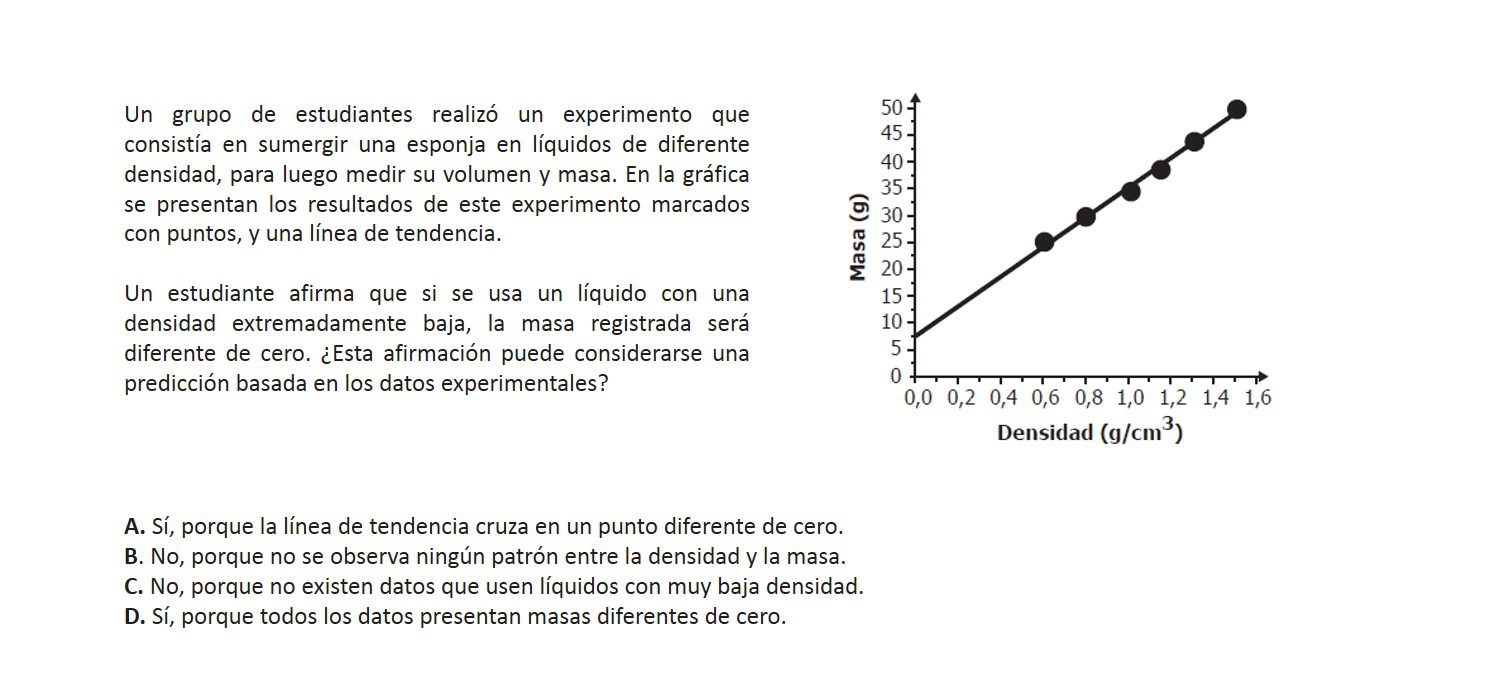 Un grupo de estudiantes realizó un experimento que
consistía en sumergir una esponja en líquidos de diferente
densidad, para luego medir su volumen y masa. En la gráfica
se presentan los resultados de este experimento marcados
con puntos, y una línea de tendencia.
Un estudiante afirma que si se usa un líquido con una
densidad extremadamente baja, la masa registrada será
diferente de cero. ¿Esta afirmación puede considerarse una
predicción basada en los datos experimentales?
Masa (g)
50
45
40
35
30
25
20
15
10
5
0
0,0 0,2 0,4 0,6 0,8 1,0 1,2 1,4 1,6
Densidad (g/cm³)
A. Sí, porque la línea de tendencia cruza en un punto diferente de cero.
B. No, porque no se observa ningún patrón entre la densidad y la masa.
C. No, porque no existen datos que usen líquidos con muy baja densidad.
D. Sí, porque todos los datos presentan masas diferentes de cero.